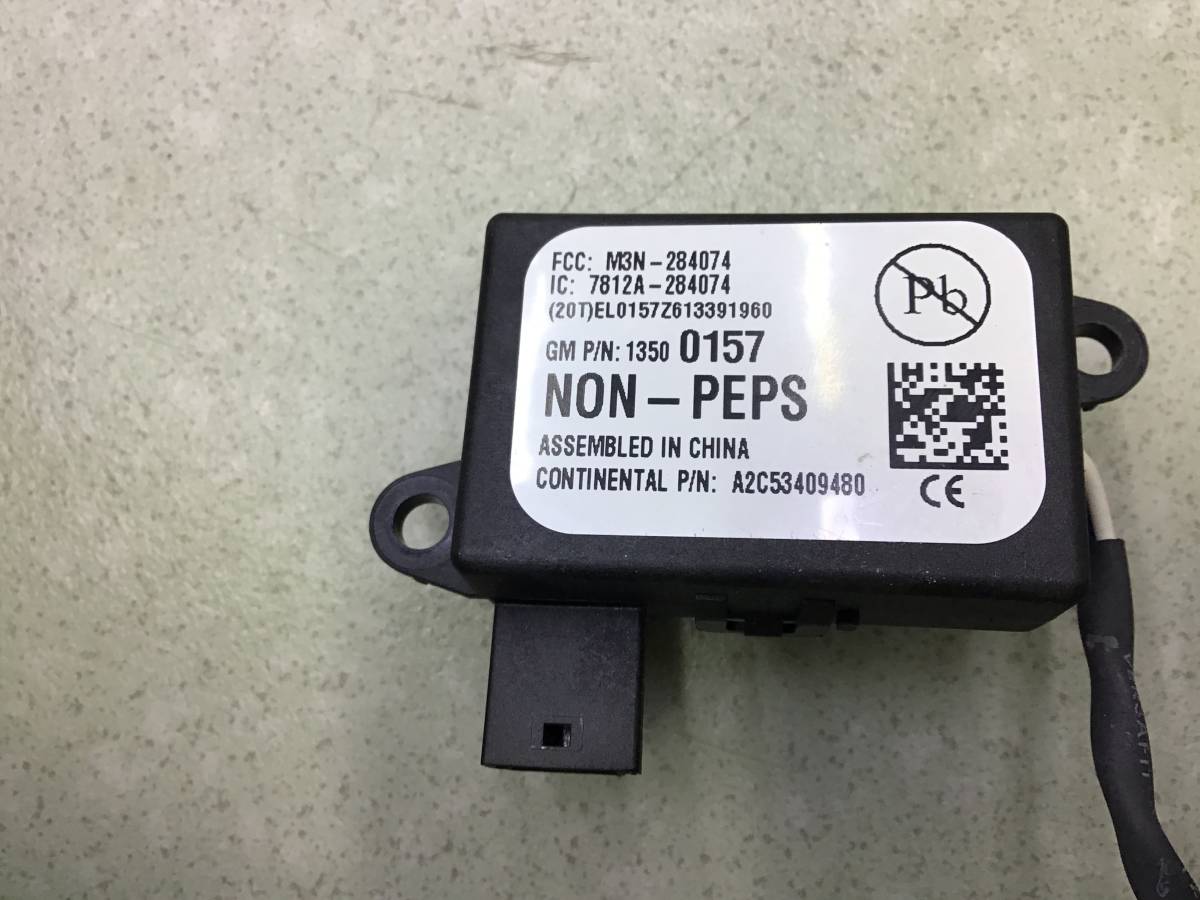 FCC: M3N-284074
IC: 7812A-284074
(20T)EL0157Z613391960
GM P/N: 1350 0157
NON-PEPS
ASSEMBLED IN CHINA
CONTINENTAL P/N: A2C53409480
Pb
CE